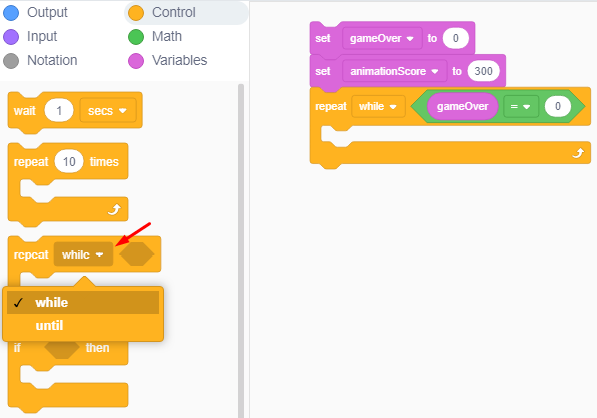 Output Control
Input Math
Notation Variables
wait 1 secs
repeat 10 times
repeat while
while
until
if then
set gameOver to 0
set animationScore to 300
repeat while gameOver = 0